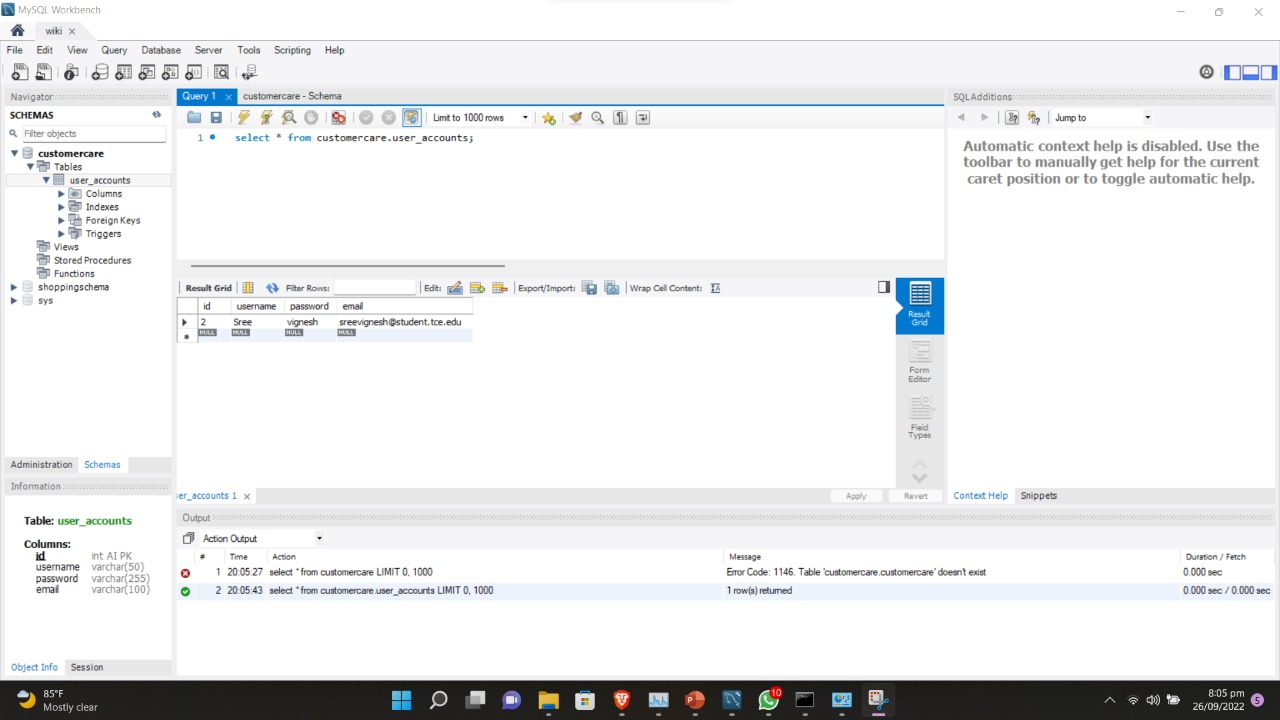 MySQL Workbench
wiki
File Edit View Query Database Server Tools Scripting Help
Navigator
SCHEMAS
Filter objects
customercare
Tables
user_accounts
Columns
Indexes
Foreign Keys
Triggers
Views
Stored Procedures
Functions
shoppingschema
sys
Administration Schemas
Information
Table: user_accounts
Columns:
id int AI PK
username varchar(50)
password varchar(255)
email varchar(100)
Object Info Session
Query 1 customercare - Schema
Limit to 1000 rows
1 select * from customercare.user_accounts;
Result Grid Filter Rows: Edit: Export/Import: Wrap Cell Content:
id username password email
2 Sree vignesh sreevignesh@student.tce.edu
NULL NULL NULL NULL
Result
Grid
Form
Editor
Field
Types
ser_accounts 1 Apply Revert
Output
Action Output
# Time Action Message Duration / Fetch
1 20:05:27 select * from customercare LIMIT 0, 1000 Error Code: 1146. Table 'customercare.customercare' doesn't exist 0.000 sec
2 20:05:43 select * from customercare.user_accounts LIMIT 0, 1000 1 row(s) returned 0.000 sec / 0.000 sec
SQLAdditions
Jump to
Automatic context help is disabled. Use the
toolbar to manually get help for the current
caret position or to toggle automatic help.
Context Help Snippets
85°F
Mostly clear
10
8:05 pm
26/09/2022
5